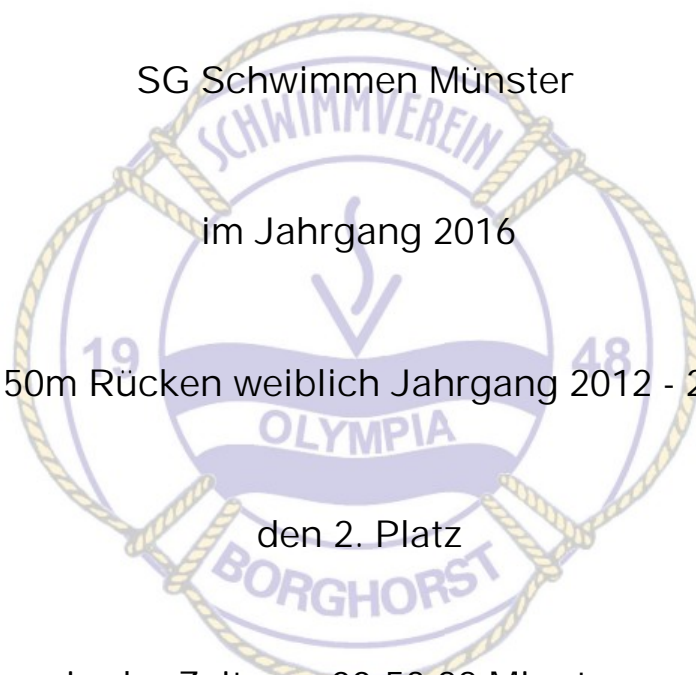 SG Schwimmen Münster
SCHWIMMVEREIN
im Jahrgang 2016
19 48
50m Rücken weiblich Jahrgang 2012 -
OLYMPIA
den 2. Platz
BORGHORST